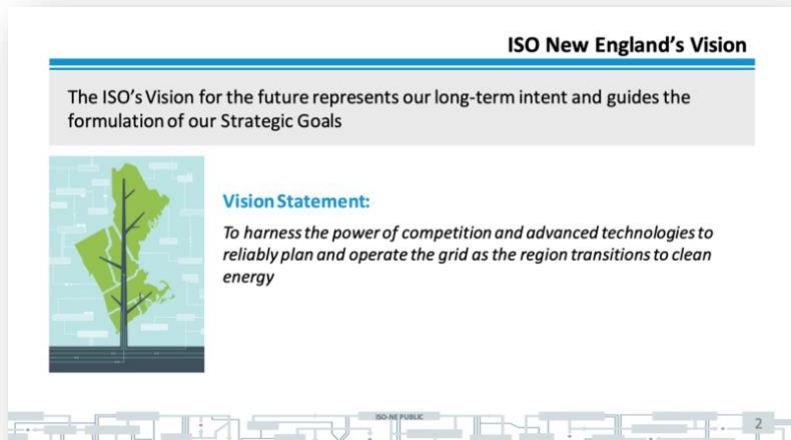 ISO New England's Vision
The ISO's Vision for the future represents our long-term intent and guides the
formulation of our Strategic Goals
Vision Statement:
To harness the power of competition and advanced technologies to
reliably plan and operate the grid as the region transitions to clean
energy
ISO-NE PUBLIC
2